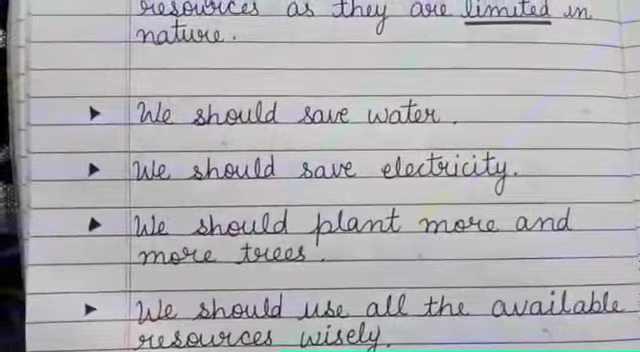 resources as they are limited in
nature.
▸ We should save water.
▸ We should save electricity.
▸ We should plant more and
more trees.
▸ We should use all the available
resources wisely.